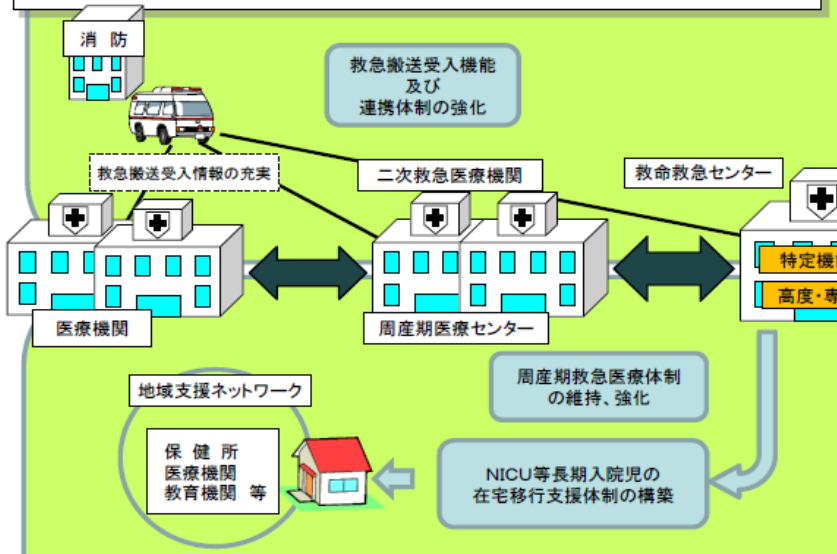 消 防
救急搬送受入機能
及び
連携体制の強化
救急搬送受入情報の充実
二次救急医療機関
救命救急センター
特定機
高度・専
医療機関
周産期医療センター
周産期救急医療体制
の維持、強化
地域支援ネットワーク
保 健 所
医療機関
教育機関 等
NICU等長期入院児の
在宅移行支援体制の構築